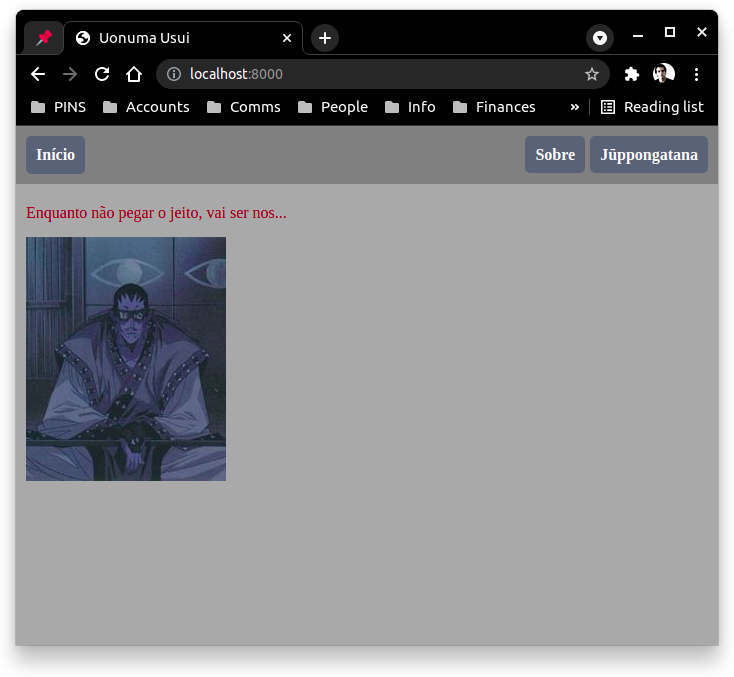 Uonuma Usui
localhost:8000
PINS Accounts Comms People Info Finances » Reading list
Início Sobre Jūppongatana
Enquanto não pegar o jeito, vai ser nos...